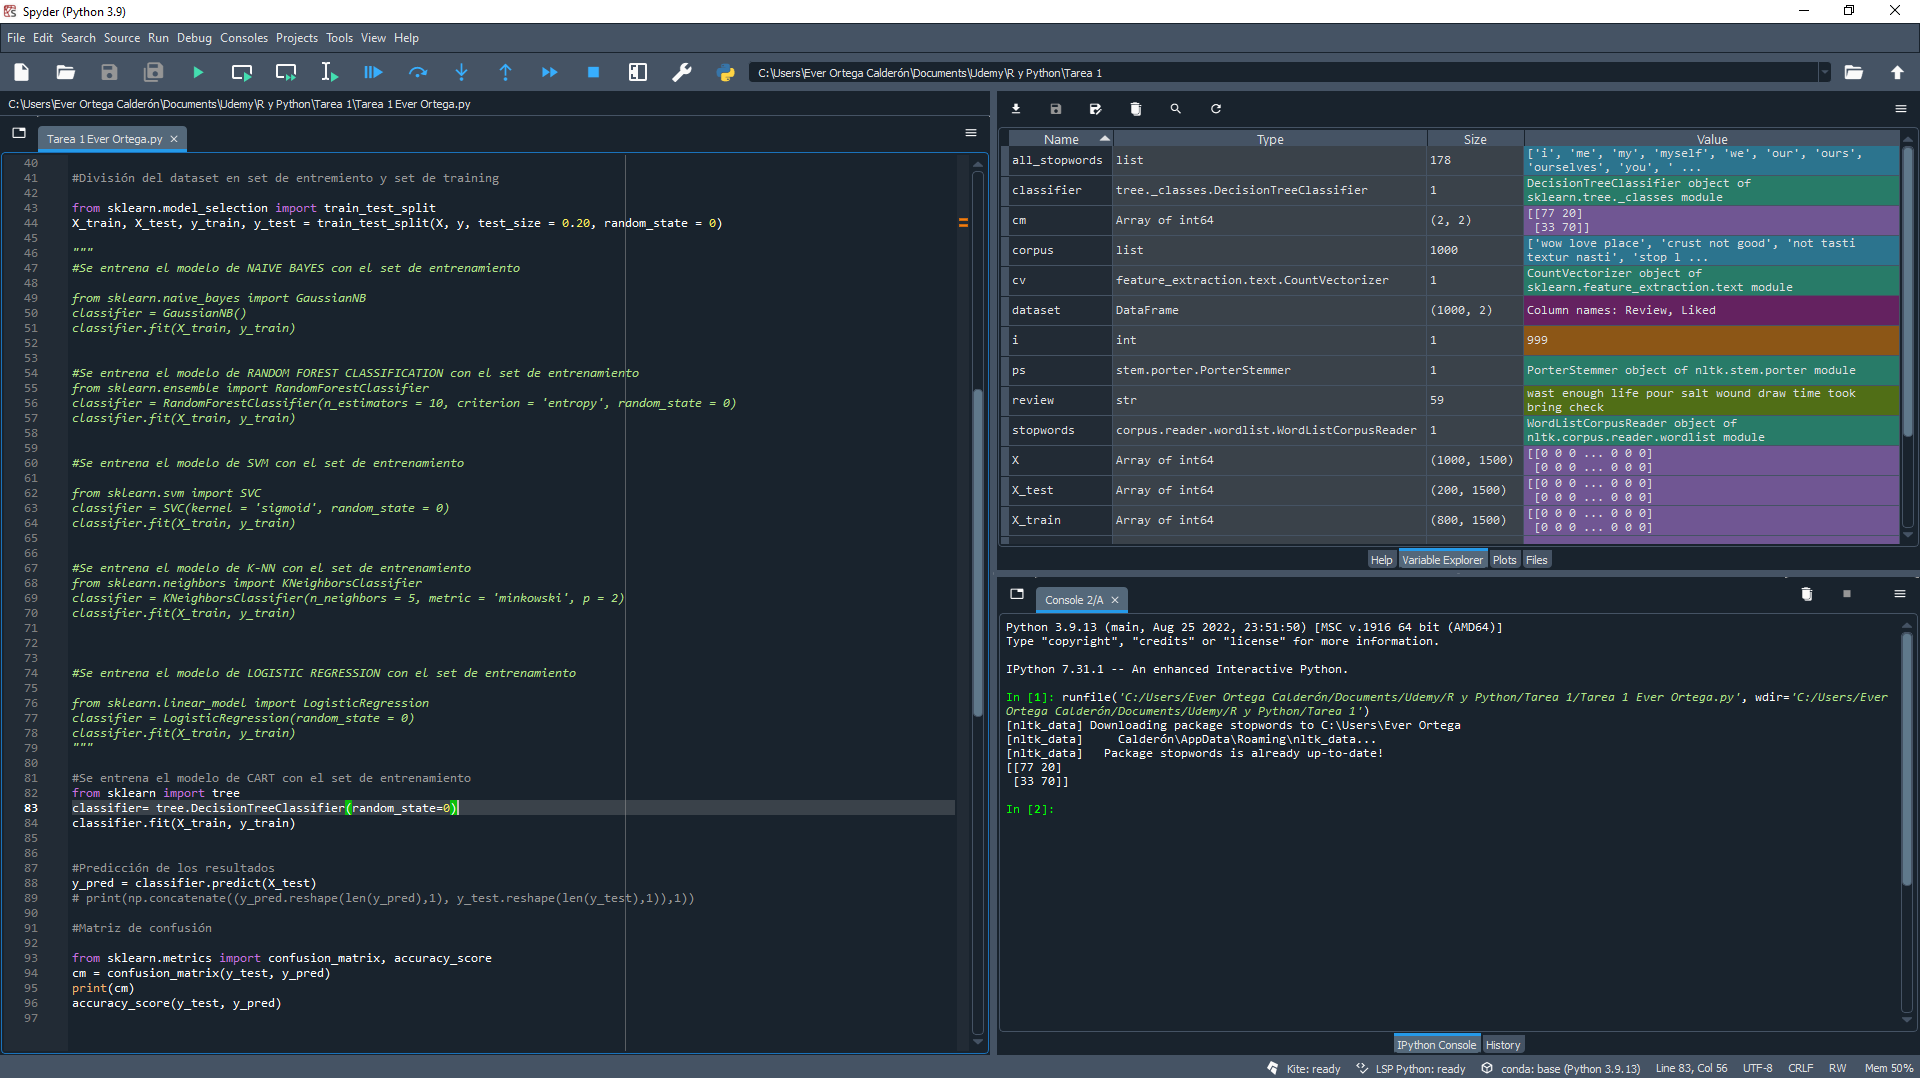 Spyder (Python 3.9)
File Edit Search Source Run Debug Consoles Projects Tools View Help
C:\Users\Ever Ortega Calderón\Documents\Udemy\R y Python\Tarea 1
C:\Users\Ever Ortega Calderón\Documents\Udemy\R y Python\Tarea 1\Tarea 1 Ever Ortega.py
Tarea 1 Ever Ortega.py
40
41 #División del dataset en set de entremiento y set de training
42
43 from sklearn.model_selection import train_test_split
44 X_train, X_test, y_train, y_test = train_test_split(X, y, test_size = 0.20, random_state = 0)
45
46 """
47 #Se entrena el modelo de NAIVE BAYES con el set de entrenamiento
48
49 from sklearn.naive_bayes import GaussianNB
50 classifier = GaussianNB()
51 classifier.fit(X_train, y_train)
52
53
54 #Se entrena el modelo de RANDOM FOREST CLASSIFICATION con el set de entrenamiento
55 from sklearn.ensemble import RandomForestClassifier
56 classifier = RandomForestClassifier(n_estimators = 10, criterion = 'entropy', random_state = 0)
57 classifier.fit(X_train, y_train)
58
59
60 #Se entrena el modelo de SVM con el set de entrenamiento
61
62 from sklearn.svm import SVC
63 classifier = SVC(kernel = 'sigmoid', random_state = 0)
64 classifier.fit(X_train, y_train)
65
66
67 #Se entrena el modelo de K-NN con el set de entrenamiento
68 from sklearn.neighbors import KNeighborsClassifier
69 classifier = KNeighborsClassifier(n_neighbors = 5, metric = 'minkowski', p = 2)
70 classifier.fit(X_train, y_train)
71
72
73
74 #Se entrena el modelo de LOGISTIC REGRESSION con el set de entrenamiento
75
76 from sklearn.linear_model import LogisticRegression
77 classifier = LogisticRegression(random_state = 0)
78 classifier.fit(X_train, y_train)
79 """
80
81 #Se entrena el modelo de CART con el set de entrenamiento
82 from sklearn import tree
83 classifier= tree.DecisionTreeClassifier(random_state=0)
84 classifier.fit(X_train, y_train)
85
86
87 #Predicción de los resultados
88 y_pred = classifier.predict(X_test)
89 # print(np.concatenate((y_pred.reshape(len(y_pred),1), y_test.reshape(len(y_test),1)),1))
90
91 #Matriz de confusión
92
93 from sklearn.metrics import confusion_matrix, accuracy_score
94 cm = confusion_matrix(y_test, y_pred)
95 print(cm)
96 accuracy_score(y_test, y_pred)
97
Name Type Size Value
all_stopwords list 178 ['i', 'me', 'my', 'myself', 'we', 'our', 'ours',
'ourselves', 'you', ' ...
classifier tree._classes.DecisionTreeClassifier 1 DecisionTreeClassifier object of
sklearn.tree._classes module
cm Array of int64 (2, 2) [[77 20]
[33 70]]
corpus list 1000 ['wow love place', 'crust not good', 'not tasti
textur nasti', 'stop l ...
cv feature_extraction.text.CountVectorizer 1 CountVectorizer object of
sklearn.feature_extraction.text module
dataset DataFrame (1000, 2) Column names: Review, Liked
i int 1 999
ps stem.porter.PorterStemmer 1 PorterStemmer object of nltk.stem.porter module
review str 59 wast enough life pour salt wound draw time took
bring check
stopwords corpus.reader.wordlist.WordListCorpusReader 1 WordListCorpusReader object of
nltk.corpus.reader.wordlist module
X Array of int64 (1000, 1500) [[0 0 0 ... 0 0 0]
[0 0 0 ... 0 0 0]
X_test Array of int64 (200, 1500) [[0 0 0 ... 0 0 0]
[0 0 0 ... 0 0 0]
X_train Array of int64 (800, 1500) [[0 0 0 ... 0 0 0]
[0 0 0 ... 0 0 0]
Help Variable Explorer Plots Files
Console 2/A
Python 3.9.13 (main, Aug 25 2022, 23:51:50) [MSC v.1916 64 bit (AMD64)]
Type "copyright", "credits" or "license" for more information.
IPython 7.31.1 -- An enhanced Interactive Python.
In [1]: runfile('C:/Users/Ever Ortega Calderón/Documents/Udemy/R y Python/Tarea 1/Tarea 1 Ever Ortega.py', wdir='C:/Users/Ever
Ortega Calderón/Documents/Udemy/R y Python/Tarea 1')
[nltk_data] Downloading package stopwords to C:\Users\Ever Ortega
[nltk_data] Calderón\AppData\Roaming\nltk_data...
[nltk_data] Package stopwords is already up-to-date!
[[77 20]
[33 70]]
In [2]:
IPython Console History
Kite: ready LSP Python: ready conda: base (Python 3.9.13) Line 83, Col 56 UTF-8 CRLF RW Mem 50%